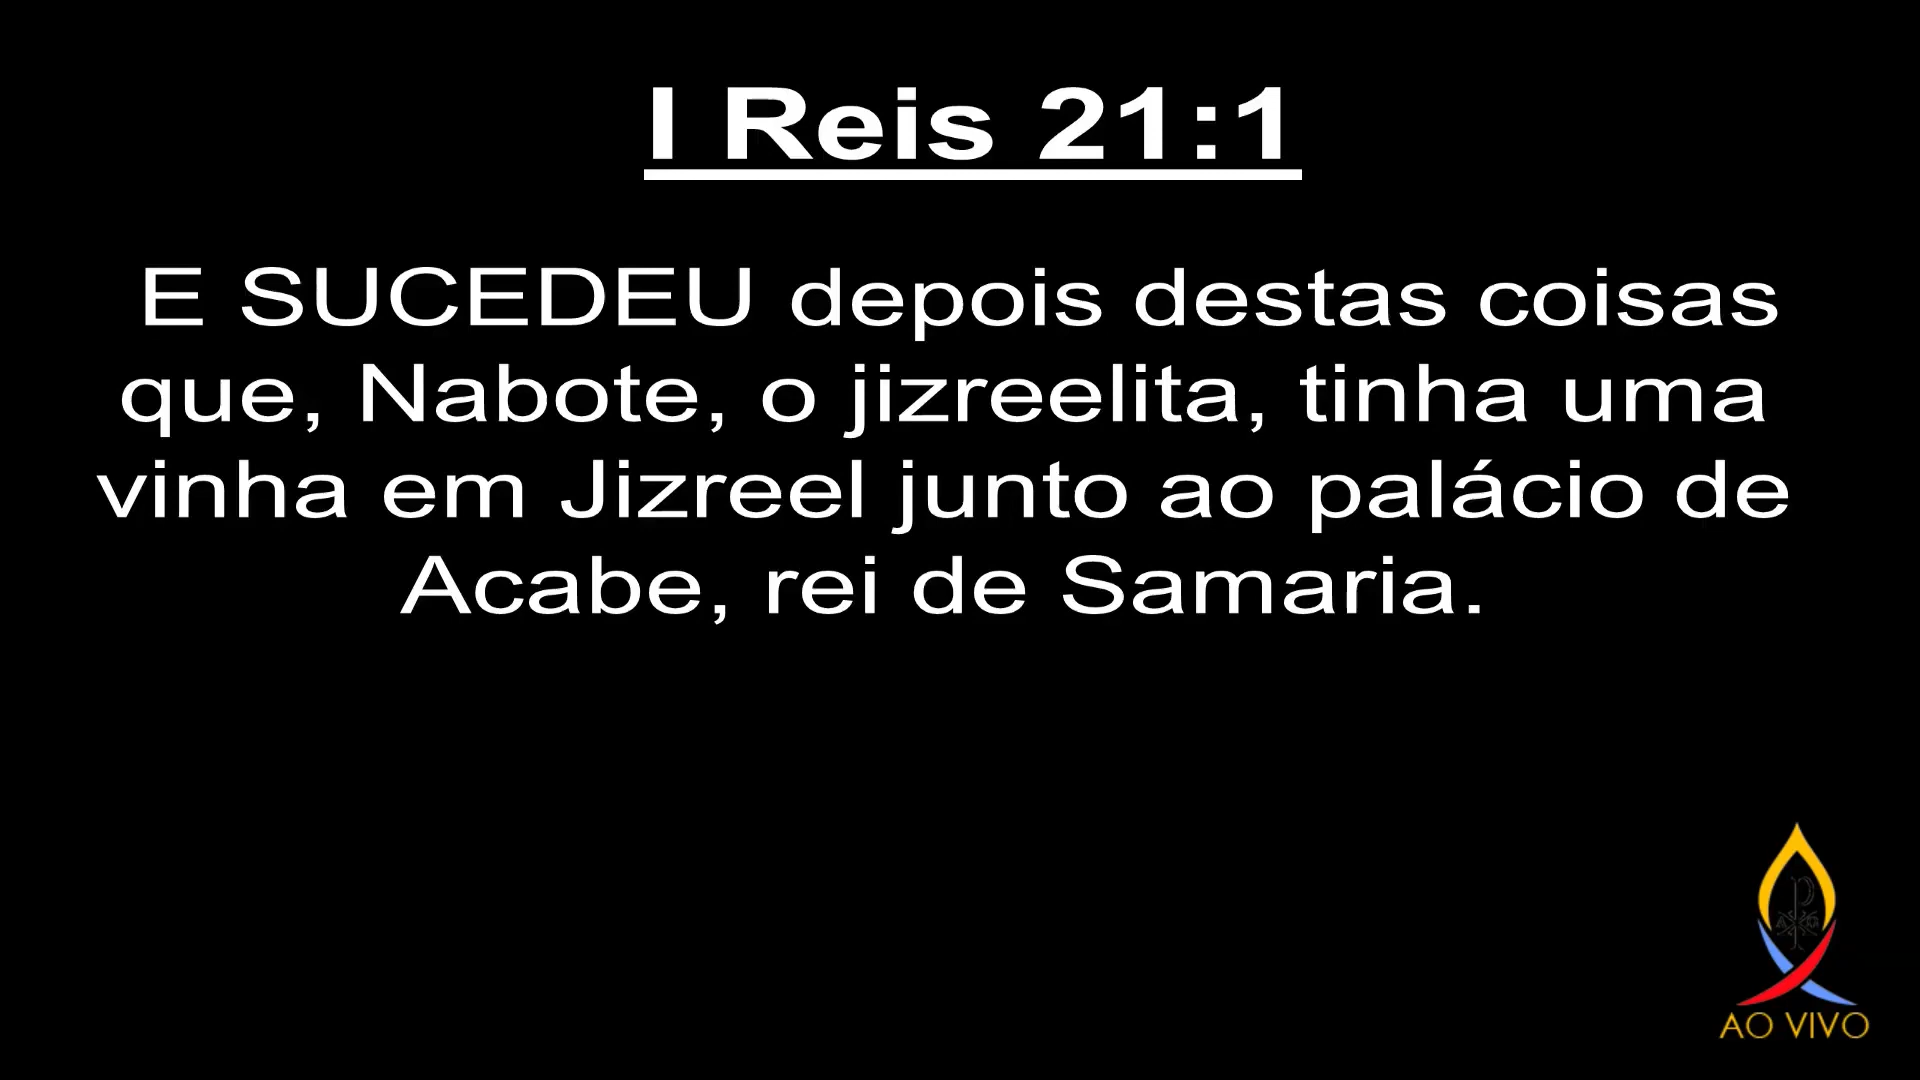 I Reis 21:1
E SUCEDEU depois destas coisas
que, Nabote, o jizreelita, tinha uma
vinha em Jizreel junto ao palácio de
Acabe, rei de Samaria.
AO VIVO